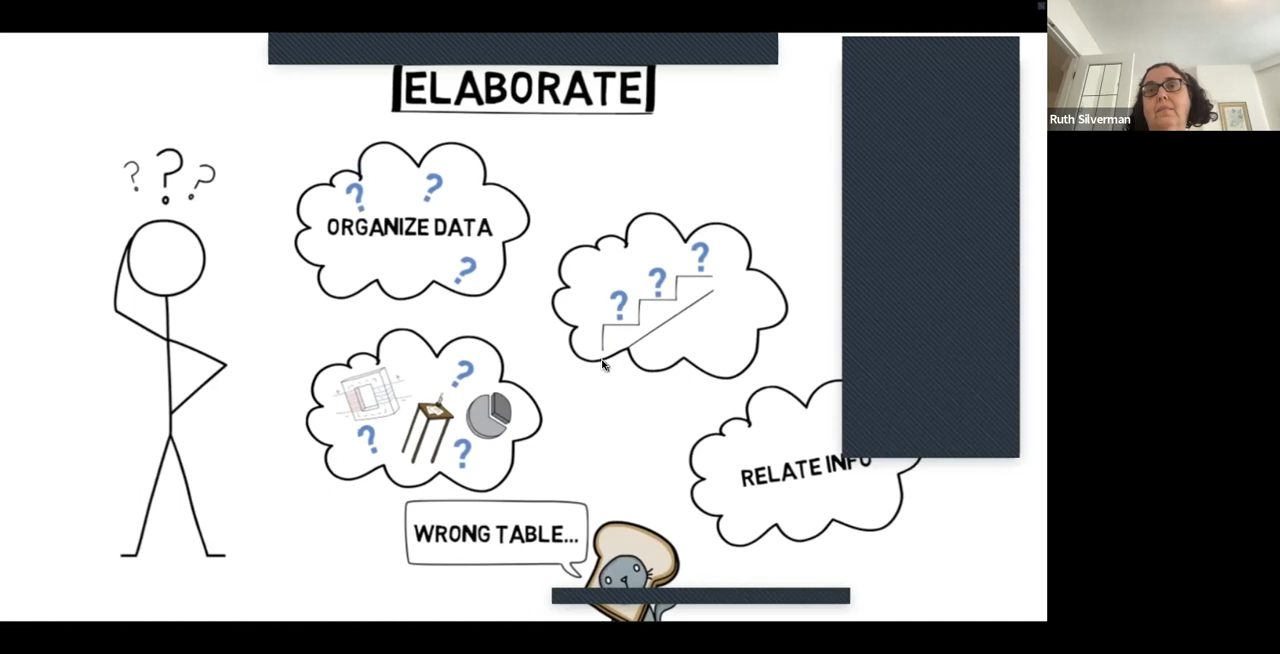 ELABORATE
? ? ?
? ?
ORGANIZE DATA
?
? ? ?
?
? ?
RELATE INFO
WRONG TABLE...
Ruth Silverman